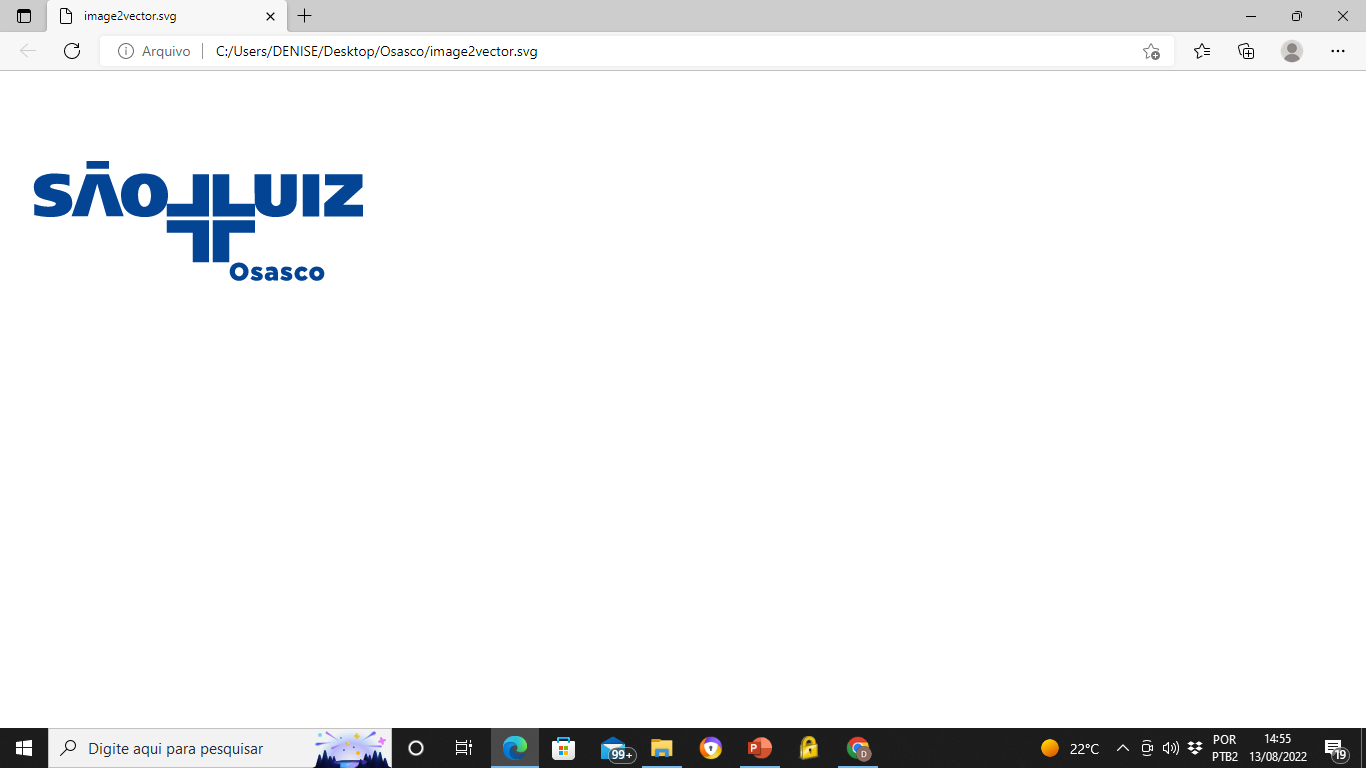 image2vector.svg
Arquivo
C:/Users/DENISE/Desktop/Osasco/image2vector.svg
SÃO LUIZ
Osasco
Digite aqui para pesquisar
99+
P
D
22°C
POR
PTB2
14:55
13/08/2022
19